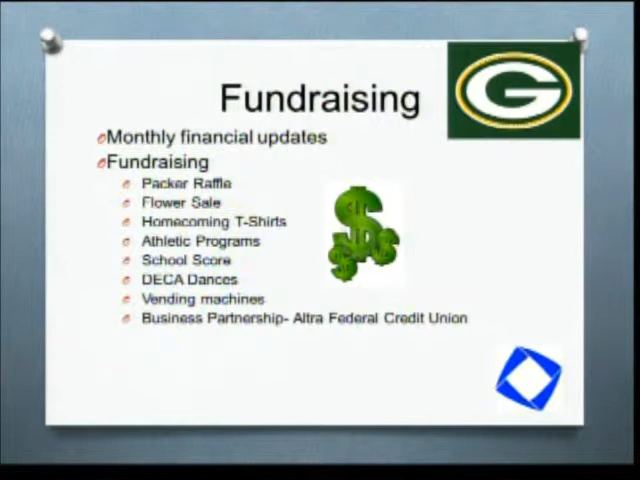 Fundraising
G
Monthly financial updates
Fundraising
Packer Raffle
Flower Sale
Homecoming T-Shirts
Athletic Programs
School Score
DECA Dances
Vending machines
Business Partnership- Altra Federal Credit Union